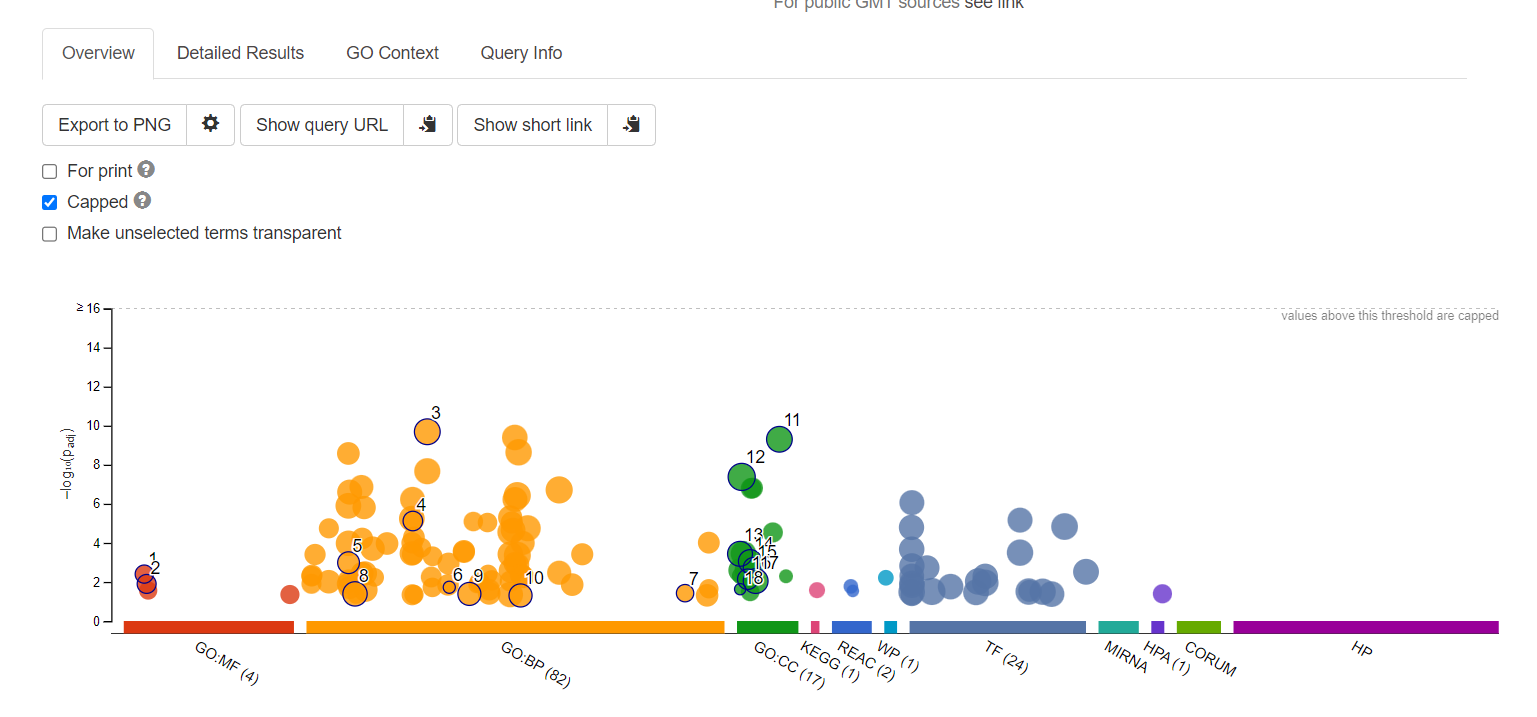 For public GMT sources see link
Overview Detailed Results GO Context Query Info
Export to PNG Show query URL Show short link
For print ?
Capped ?
Make unselected terms transparent
≥ 16
values above this threshold are capped
14
12
10
8
6
4
2
0
−log₁₀(padj)
1
2
3
4
5
6
7
8
9
10
11
12
13
14
15
17
18
GO:MF (4)
GO:BP (82)
GO:CC (17)
KEGG (1)
REAC (2)
WP (1)
TF (24)
MIRNA
HPA (1)
CORUM
HP